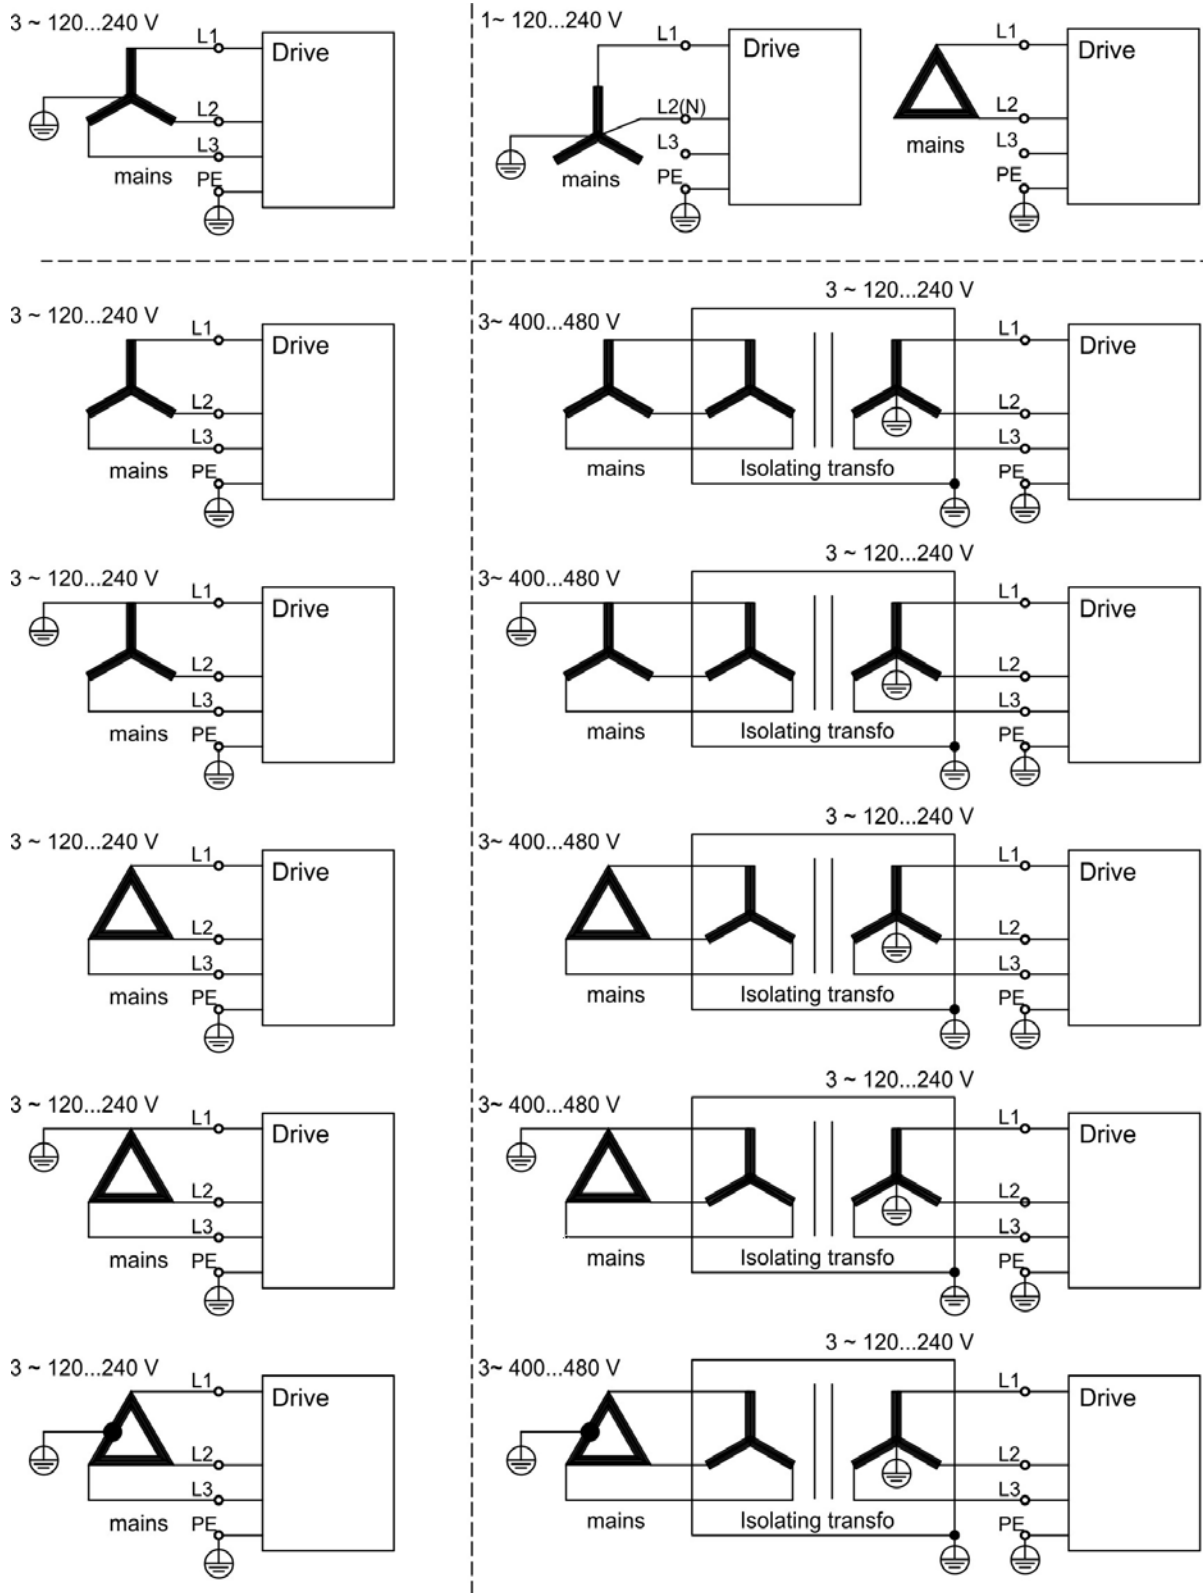 3 ~ 120...240 V
L1
Drive
L2
L3
mains
PE
1~ 120...240 V
L1
Drive
L2(N)
L3
mains
PE
L1
Drive
L2
mains
L3
PE
3 ~ 120...240 V
L1
Drive
L2
L3
mains
PE
3 ~ 120...240 V
3~ 400...480 V
L1
Drive
L2
L3
mains
Isolating transfo
PE
3 ~ 120...240 V
L1
Drive
L2
L3
mains
PE
3 ~ 120...240 V
3~ 400...480 V
L1
Drive
L2
L3
mains
Isolating transfo
PE
3 ~ 120...240 V
L1
Drive
L2
L3
mains
PE
3 ~ 120...240 V
3~ 400...480 V
L1
Drive
L2
L3
mains
Isolating transfo
PE
3 ~ 120...240 V
L1
Drive
L2
L3
mains
PE
3 ~ 120...240 V
3~ 400...480 V
L1
Drive
L2
L3
mains
Isolating transfo
PE
3 ~ 120...240 V
L1
Drive
L2
L3
mains
PE
3 ~ 120...240 V
3~ 400...480 V
L1
Drive
L2
L3
mains
Isolating transfo
PE